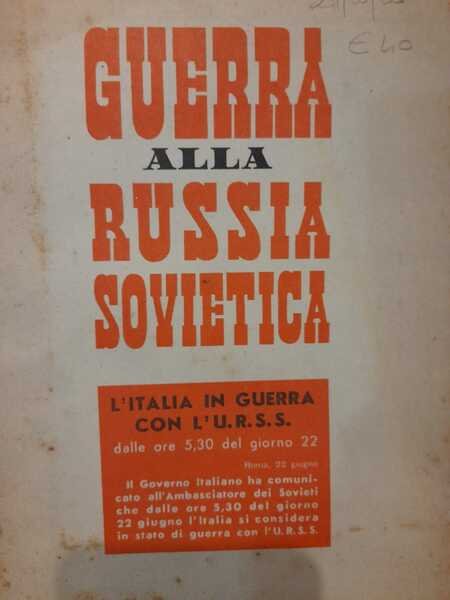 € 40
GUERRA
ALLA
RUSSIA
SOVIETICA
L'ITALIA IN GUERRA
CON L'U.R.S.S.
dalle ore 5,30 del giorno 22
Roma, 22 giugno
Il Governo Italiano ha comuni-
cato all'Ambasciatore dei Sovieti
che dalle ore 5,30 del giorno
22 giugno l'Italia si considera
in stato di guerra con l'U.R.S.S.